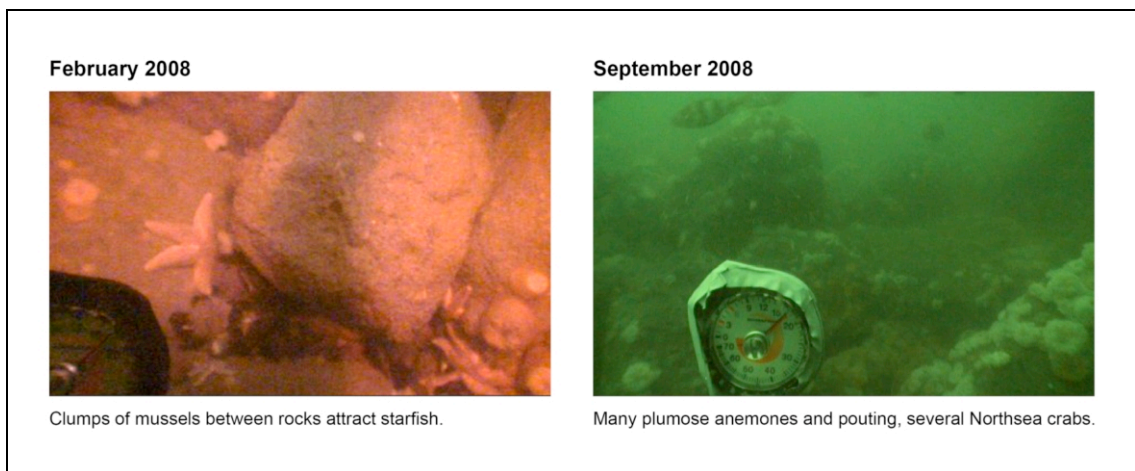 February 2008
September 2008
Clumps of mussels between rocks attract starfish.
Many plumose anemones and pouting, several Northsea crabs.